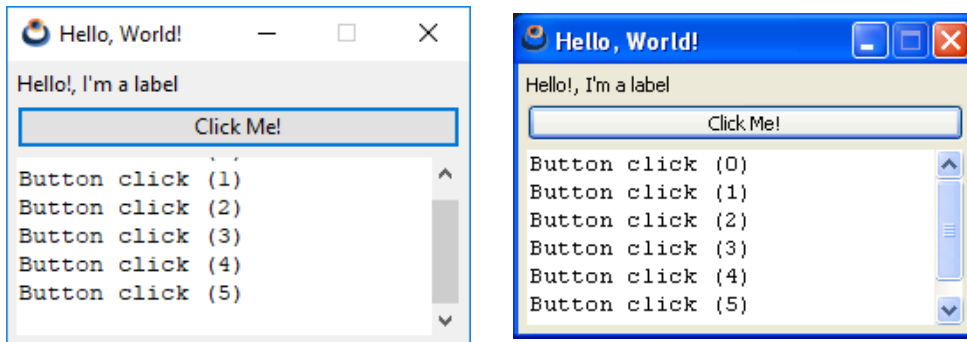 Hello, World!
Hello!, I'm a label
Click Me!
Button click (1)
Button click (2)
Button click (3)
Button click (4)
Button click (5)
Hello, World!
Hello!, I'm a label
Click Me!
Button click (0)
Button click (1)
Button click (2)
Button click (3)
Button click (4)
Button click (5)